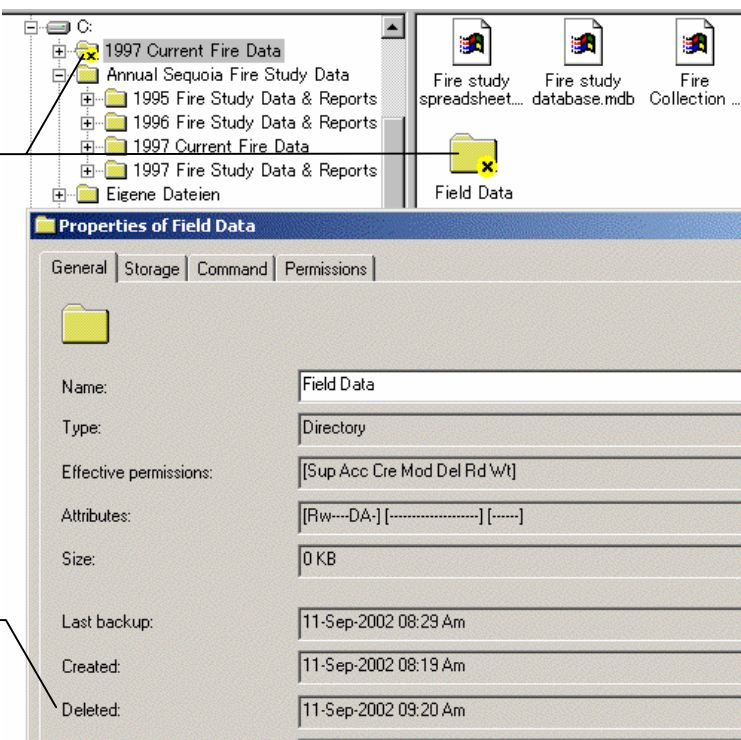 C:
1997 Current Fire Data
Annual Sequoia Fire Study Data
1995 Fire Study Data & Reports
1996 Fire Study Data & Reports
1997 Current Fire Data
1997 Fire Study Data & Reports
Eigene Dateien
Fire study
spreadsheet...
Fire study
database.mdb
Fire
Collection ...
Field Data
Properties of Field Data
General Storage Command Permissions
Name: Field Data
Type: Directory
Effective permissions: [Sup Acc Cre Mod Del Rd Wt]
Attributes: [Rw----DA-] [--------------------] [------]
Size: 0 KB
Last backup: 11-Sep-2002 08:29 Am
Created: 11-Sep-2002 08:19 Am
Deleted: 11-Sep-2002 09:20 Am